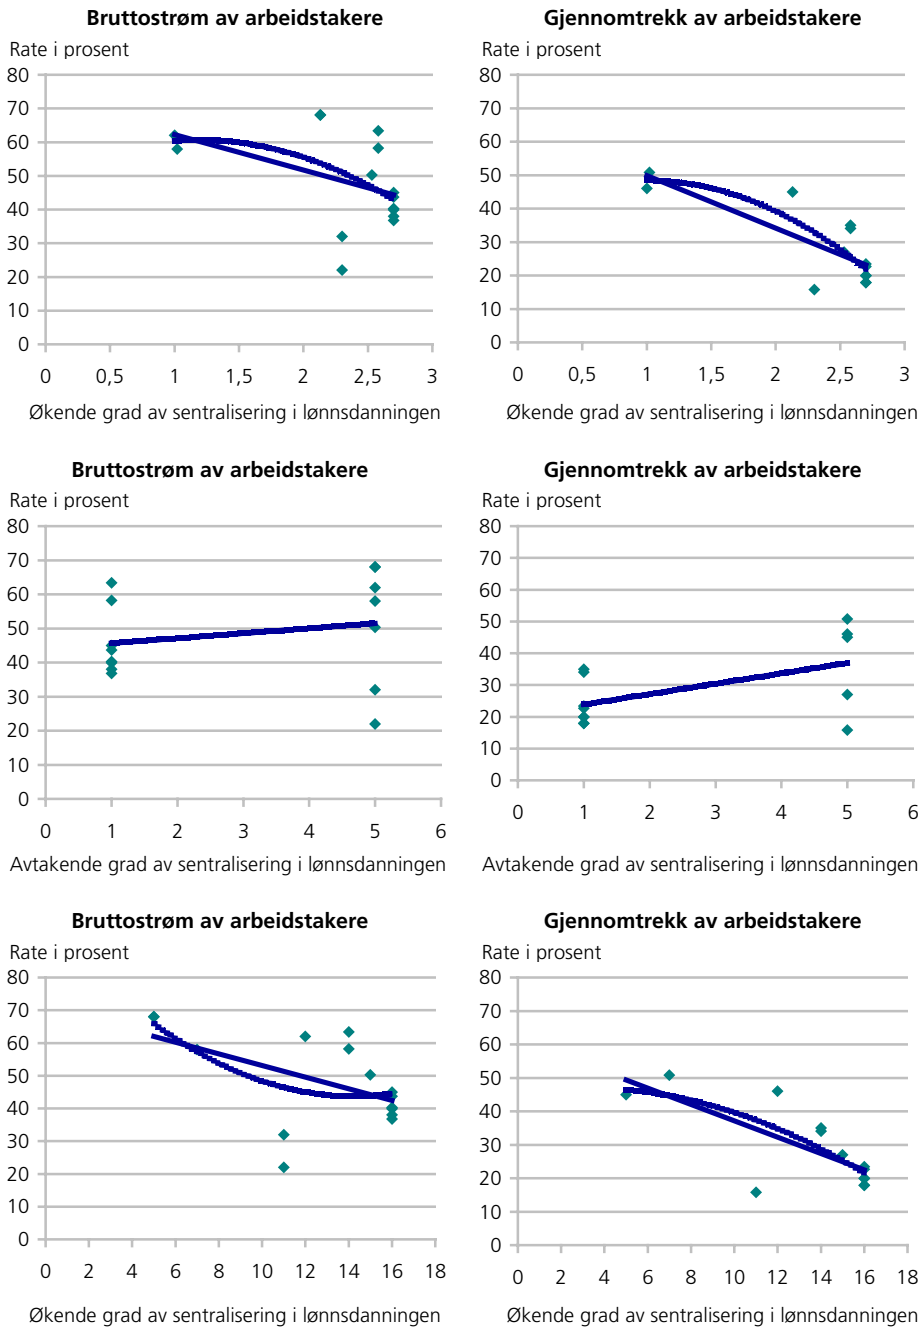 Bruttostrøm av arbeidstakere
Rate i prosent
80
70
60
50
40
30
20
10
0
0 0,5 1 1,5 2 2,5 3
Økende grad av sentralisering i lønnsdanningen
Gjennomtrekk av arbeidstakere
Rate i prosent
80
70
60
50
40
30
20
10
0
0 0,5 1 1,5 2 2,5 3
Økende grad av sentralisering i lønnsdanningen
Bruttostrøm av arbeidstakere
Rate i prosent
80
70
60
50
40
30
20
10
0
0 1 2 3 4 5 6
Avtakende grad av sentralisering i lønnsdanningen
Gjennomtrekk av arbeidstakere
Rate i prosent
80
70
60
50
40
30
20
10
0
0 1 2 3 4 5 6
Avtakende grad av sentralisering i lønnsdanningen
Bruttostrøm av arbeidstakere
Rate i prosent
80
70
60
50
40
30
20
10
0
0 2 4 6 8 10 12 14 16 18
Økende grad av sentralisering i lønnsdanningen
Gjennomtrekk av arbeidstakere
Rate i prosent
80
70
60
50
40
30
20
10
0
0 2 4 6 8 10 12 14 16 18
Økende grad av sentralisering i lønnsdanningen